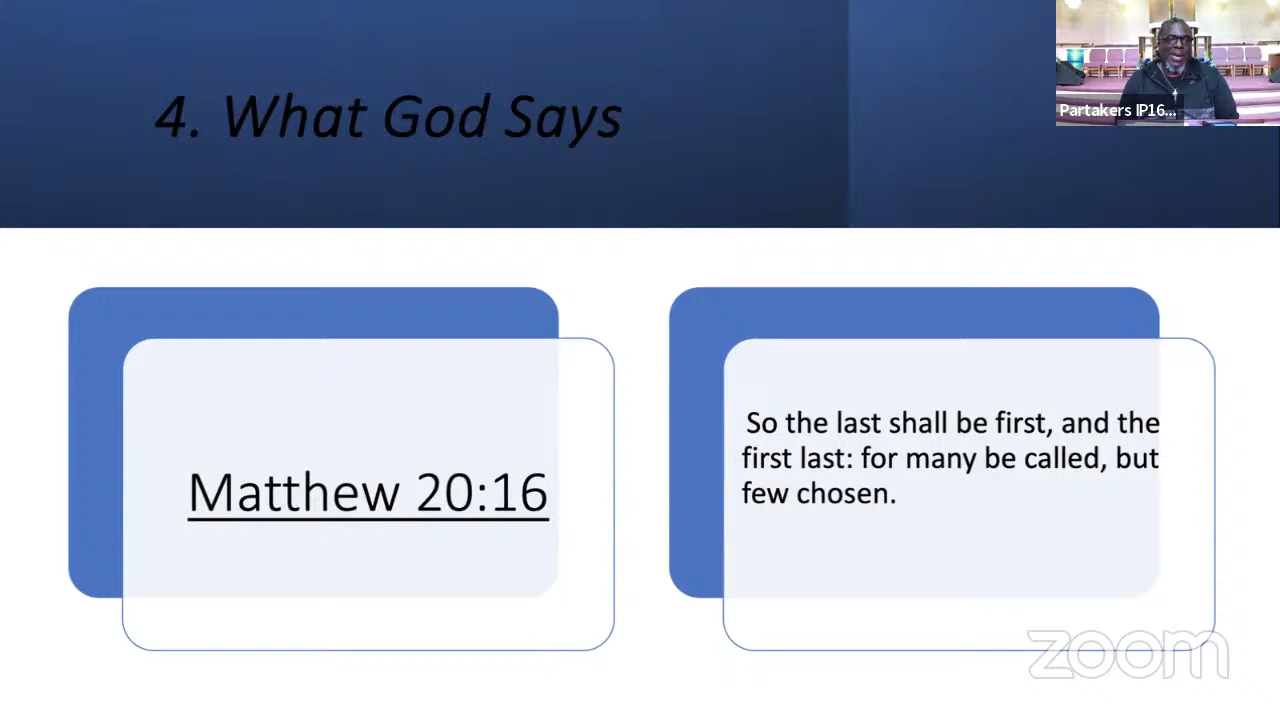 4. What God Says
Partakers IP16...
Matthew 20:16
So the last shall be first, and the
first last: for many be called, but
few chosen.
zoom